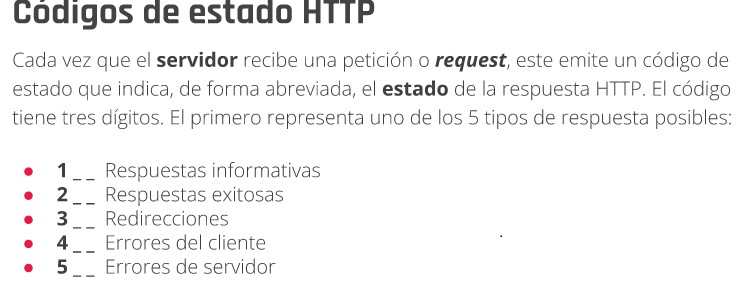 Códigos de estado HTTP
Cada vez que el servidor recibe una petición o request, este emite un código de
estado que indica, de forma abreviada, el estado de la respuesta HTTP. El código
tiene tres dígitos. El primero representa uno de los 5 tipos de respuesta posibles:
● 1 _ _ Respuestas informativas
● 2 _ _ Respuestas exitosas
● 3 _ _ Redirecciones
● 4 _ _ Errores del cliente
● 5 _ _ Errores de servidor